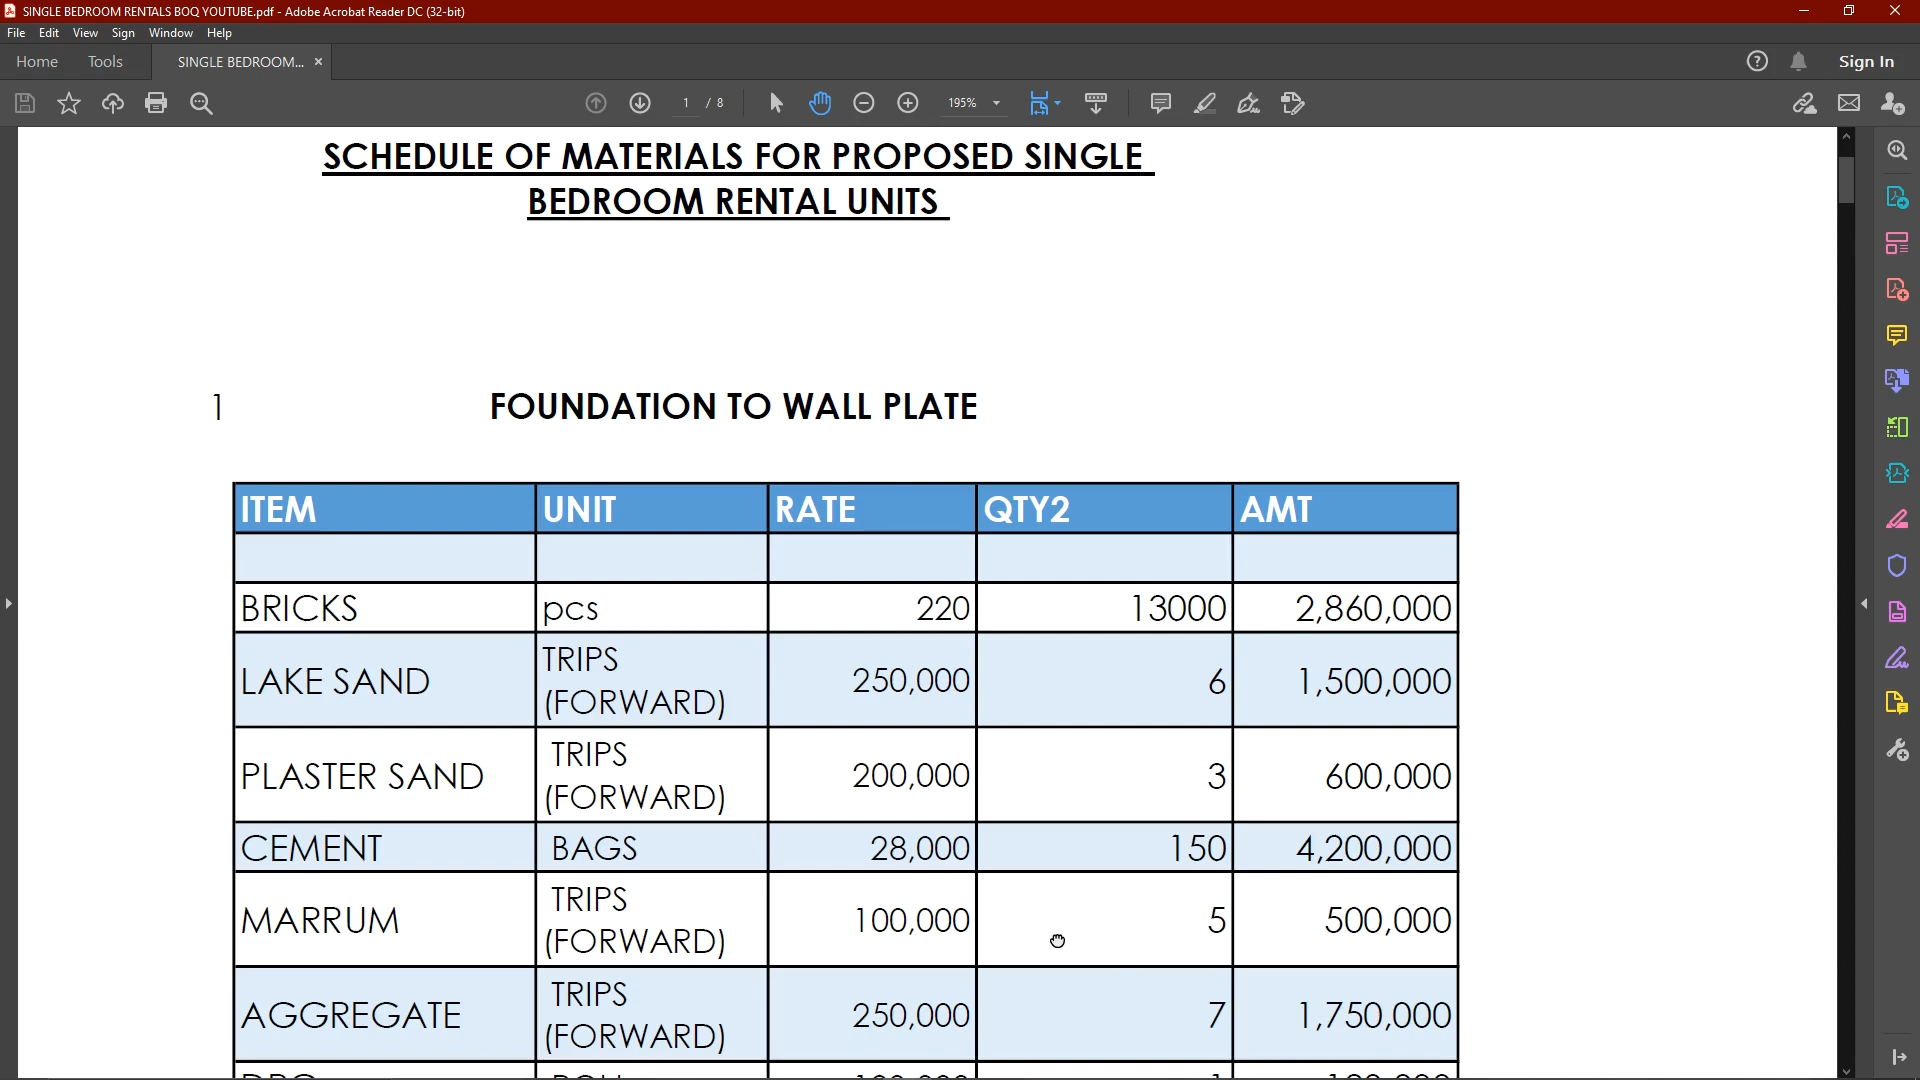 SINGLE BEDROOM RENTALS BOQ YOUTUBE.pdf - Adobe Acrobat Reader DC (32-bit)
File Edit View Sign Window Help
Home Tools SINGLE BEDROOM... × Sign In
1 / 8 195%
SCHEDULE OF MATERIALS FOR PROPOSED SINGLE
BEDROOM RENTAL UNITS
1 FOUNDATION TO WALL PLATE
ITEM UNIT RATE QTY2 AMT
BRICKS pcs 220 13000 2,860,000
LAKE SAND TRIPS (FORWARD) 250,000 6 1,500,000
PLASTER SAND TRIPS (FORWARD) 200,000 3 600,000
CEMENT BAGS 28,000 150 4,200,000
MARRUM TRIPS (FORWARD) 100,000 5 500,000
AGGREGATE TRIPS (FORWARD) 250,000 7 1,750,000